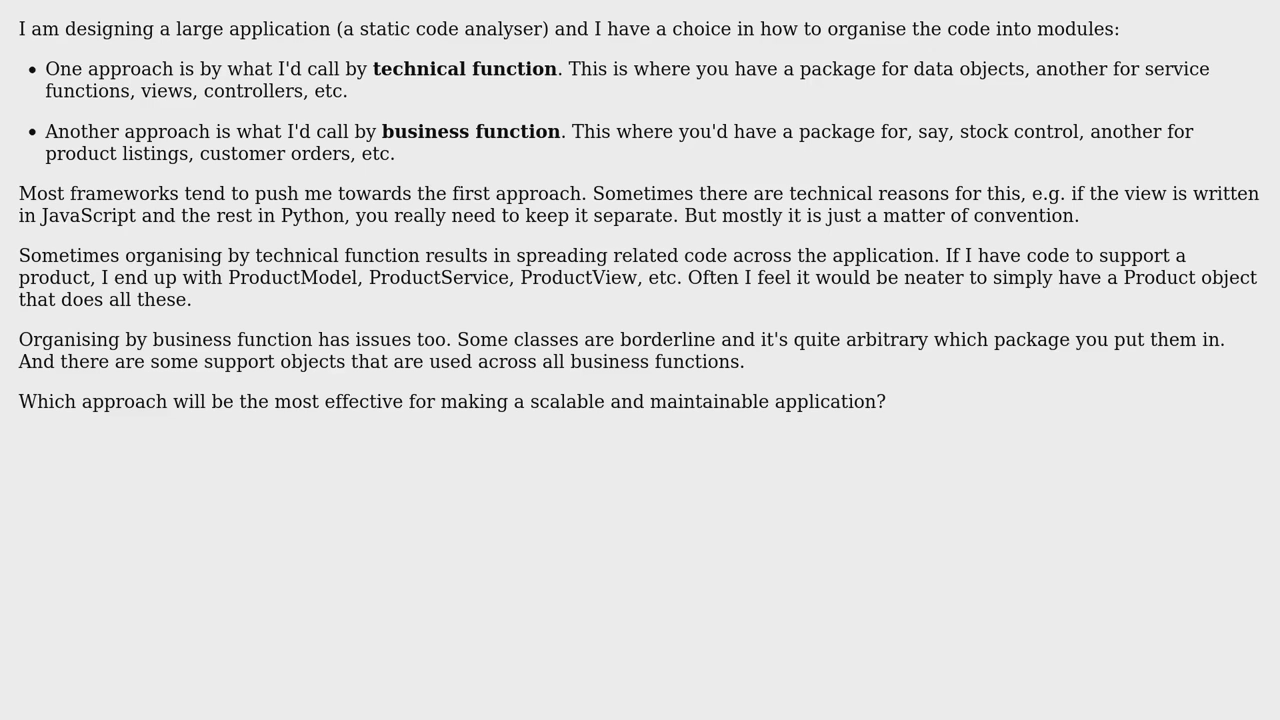 I am designing a large application (a static code analyser) and I have a choice in how to organise the code into modules:
• One approach is by what I'd call by technical function. This is where you have a package for data objects, another for service
functions, views, controllers, etc.
• Another approach is what I'd call by business function. This where you'd have a package for, say, stock control, another for
product listings, customer orders, etc.
Most frameworks tend to push me towards the first approach. Sometimes there are technical reasons for this, e.g. if the view is written
in JavaScript and the rest in Python, you really need to keep it separate. But mostly it is just a matter of convention.
Sometimes organising by technical function results in spreading related code across the application. If I have code to support a
product, I end up with ProductModel, ProductService, ProductView, etc. Often I feel it would be neater to simply have a Product object
that does all these.
Organising by business function has issues too. Some classes are borderline and it's quite arbitrary which package you put them in.
And there are some support objects that are used across all business functions.
Which approach will be the most effective for making a scalable and maintainable application?